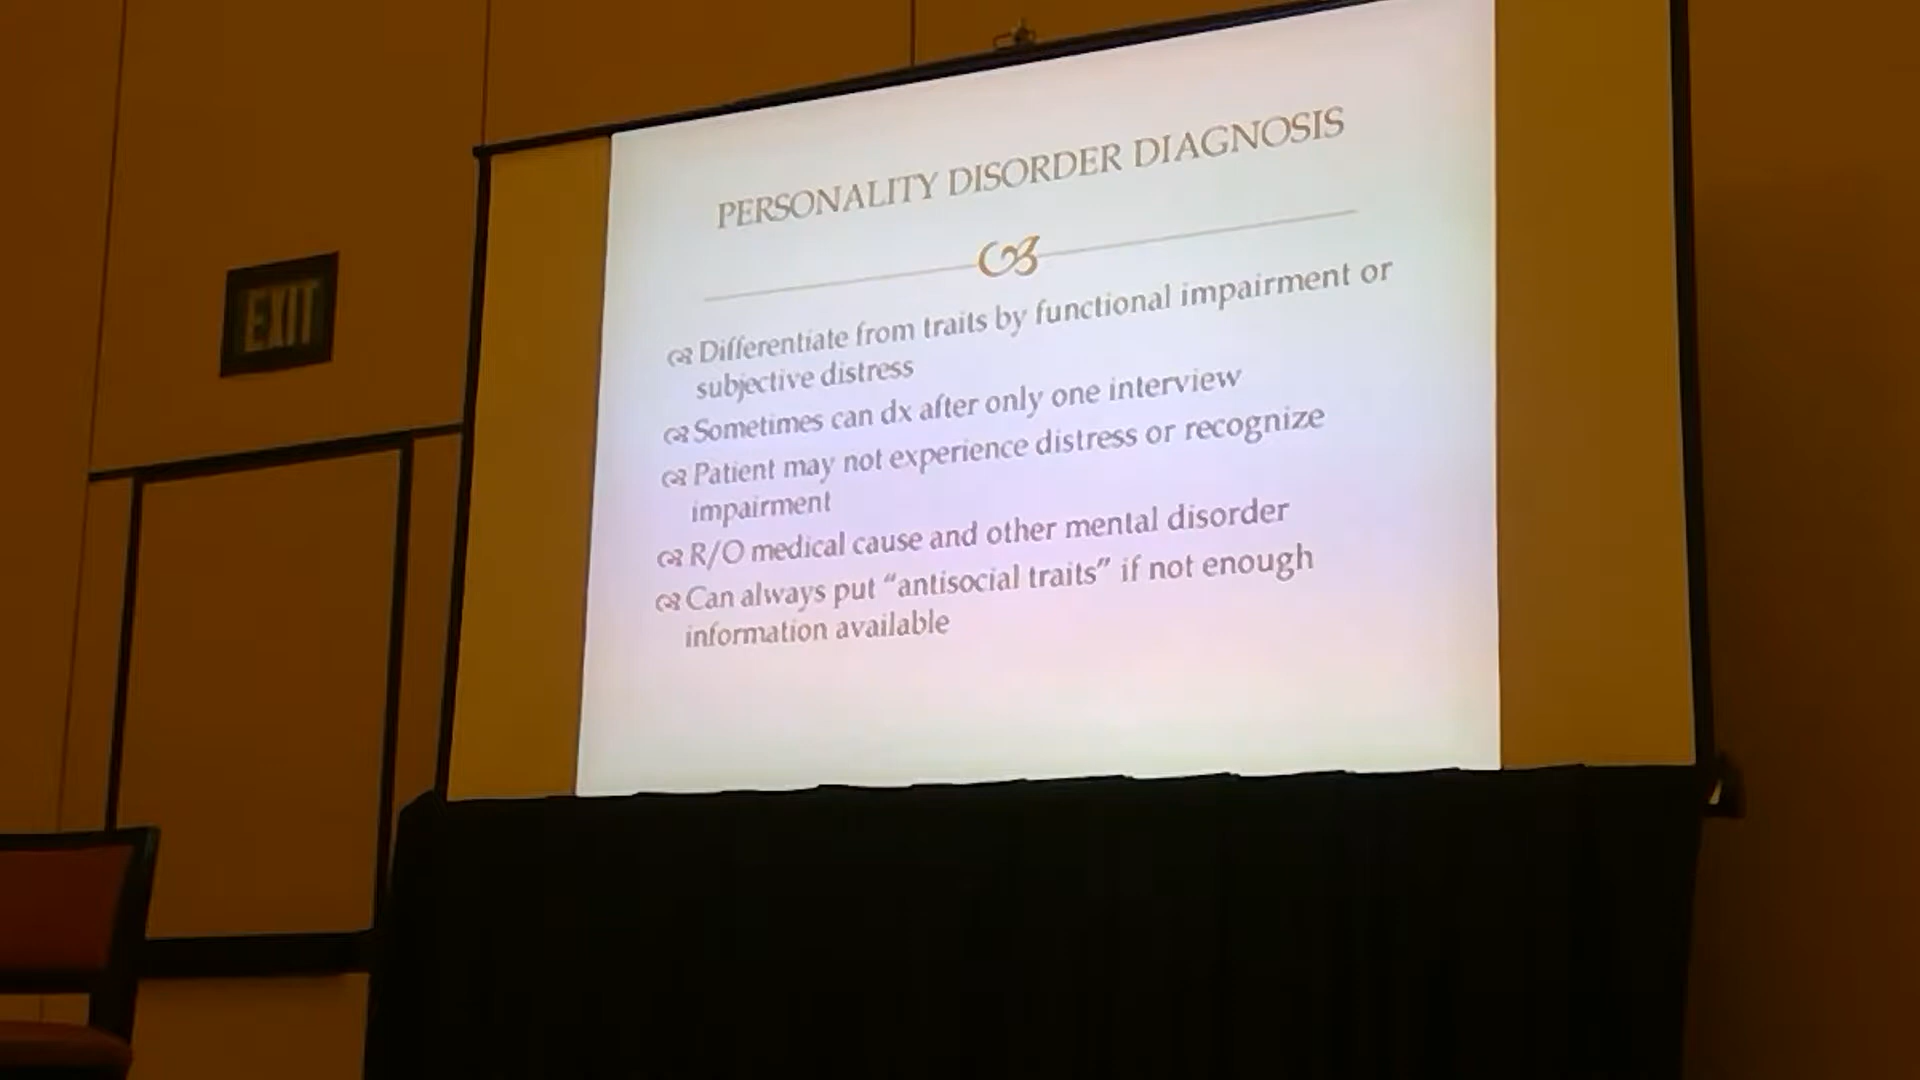 EXIT
PERSONALITY DISORDER DIAGNOSIS
Differentiate from traits by functional impairment or
subjective distress
Sometimes can dx after only one interview
Patient may not experience distress or recognize
impairment
R/O medical cause and other mental disorder
Can always put “antisocial traits” if not enough
information available